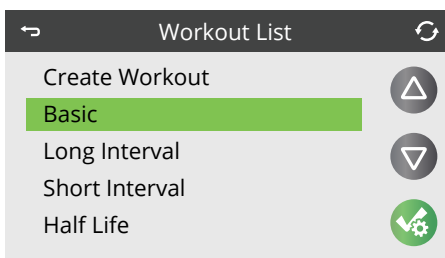 Workout List
Create Workout
Basic
Long Interval
Short Interval
Half Life